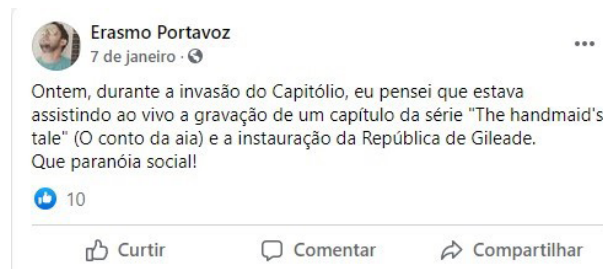 Erasmo Portavoz
7 de janeiro ·
Ontem, durante a invasão do Capitólio, eu pensei que estava
assistindo ao vivo a gravação de um capítulo da série "The handmaid's
tale" (O conto da aia) e a instauração da República de Gileade.
Que paranóia social!
10
Curtir Comentar Compartilhar